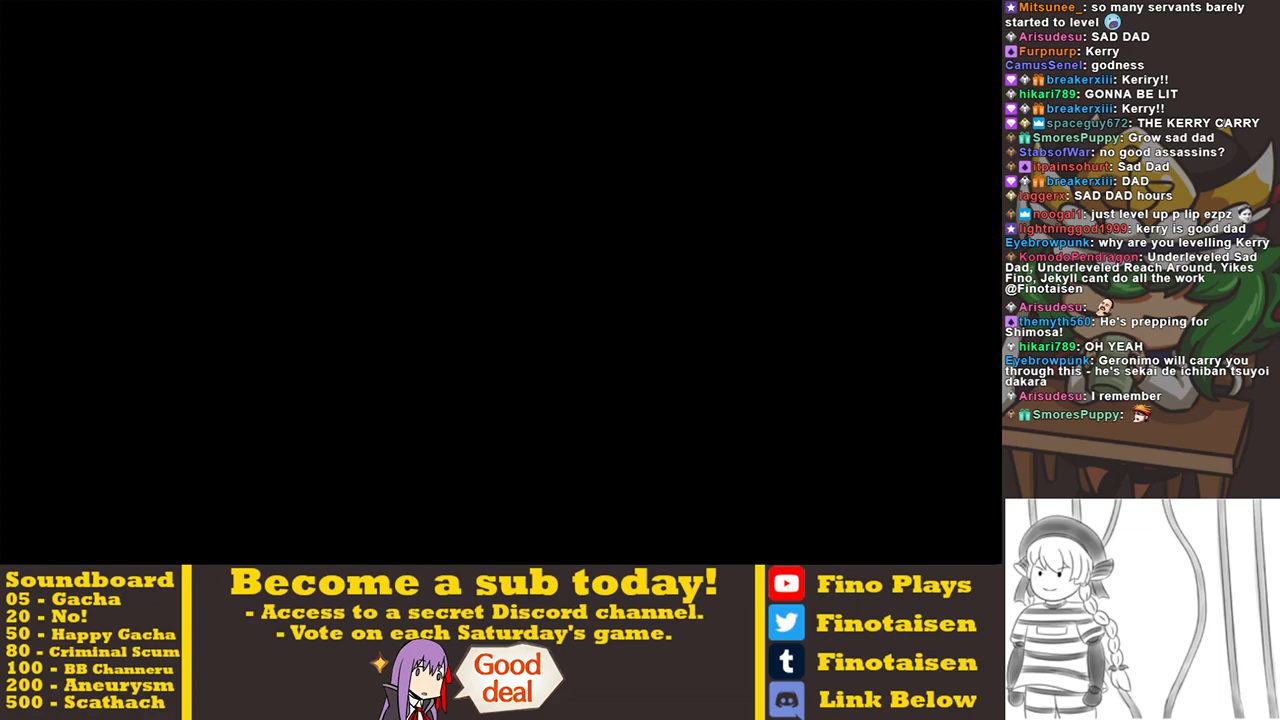 Mitsunee_: so many servants barely
started to level
Arisudesu: SAD DAD
Furpnurp: Kerry
CamusSenel: godness
breakerxiii: Keriry!!
hikari789: GONNA BE LIT
breakerxiii: Kerry!!
spaceguy672: THE KERRY CARRY
SmoresPuppy: Grow sad dad
StabsofWar: no good assassins?
itpainsohurt: Sad Dad
breakerxiii: DAD
laggerx: SAD DAD hours
noogai1: just level up p lip ezpz
lightninggod1999: kerry is good dad
Eyebrowpunk: why are you levelling Kerry
KomodoPendragon: Underleveled Sad
Dad, Underleveled Reach Around, Yikes
Fino, Jekyll cant do all the work
@Finotaisen
Arisudesu:
themyth560: He's prepping for
Shimosa!
hikari789: OH YEAH
Eyebrowpunk: Geronimo will carry you
through this - he's sekai de ichiban tsuyoi
dakara
Arisudesu: I remember
SmoresPuppy:
Soundboard
05 - Gacha
20 - No!
50 - Happy Gacha
80 - Criminal Scum
100 - BB Channeru
200 - Aneurysm
500 - Scathach
Become a sub today!
- Access to a secret Discord channel.
- Vote on each Saturday's game.
Good
deal
Fino Plays
Finotaisen
t Finotaisen
Link Below